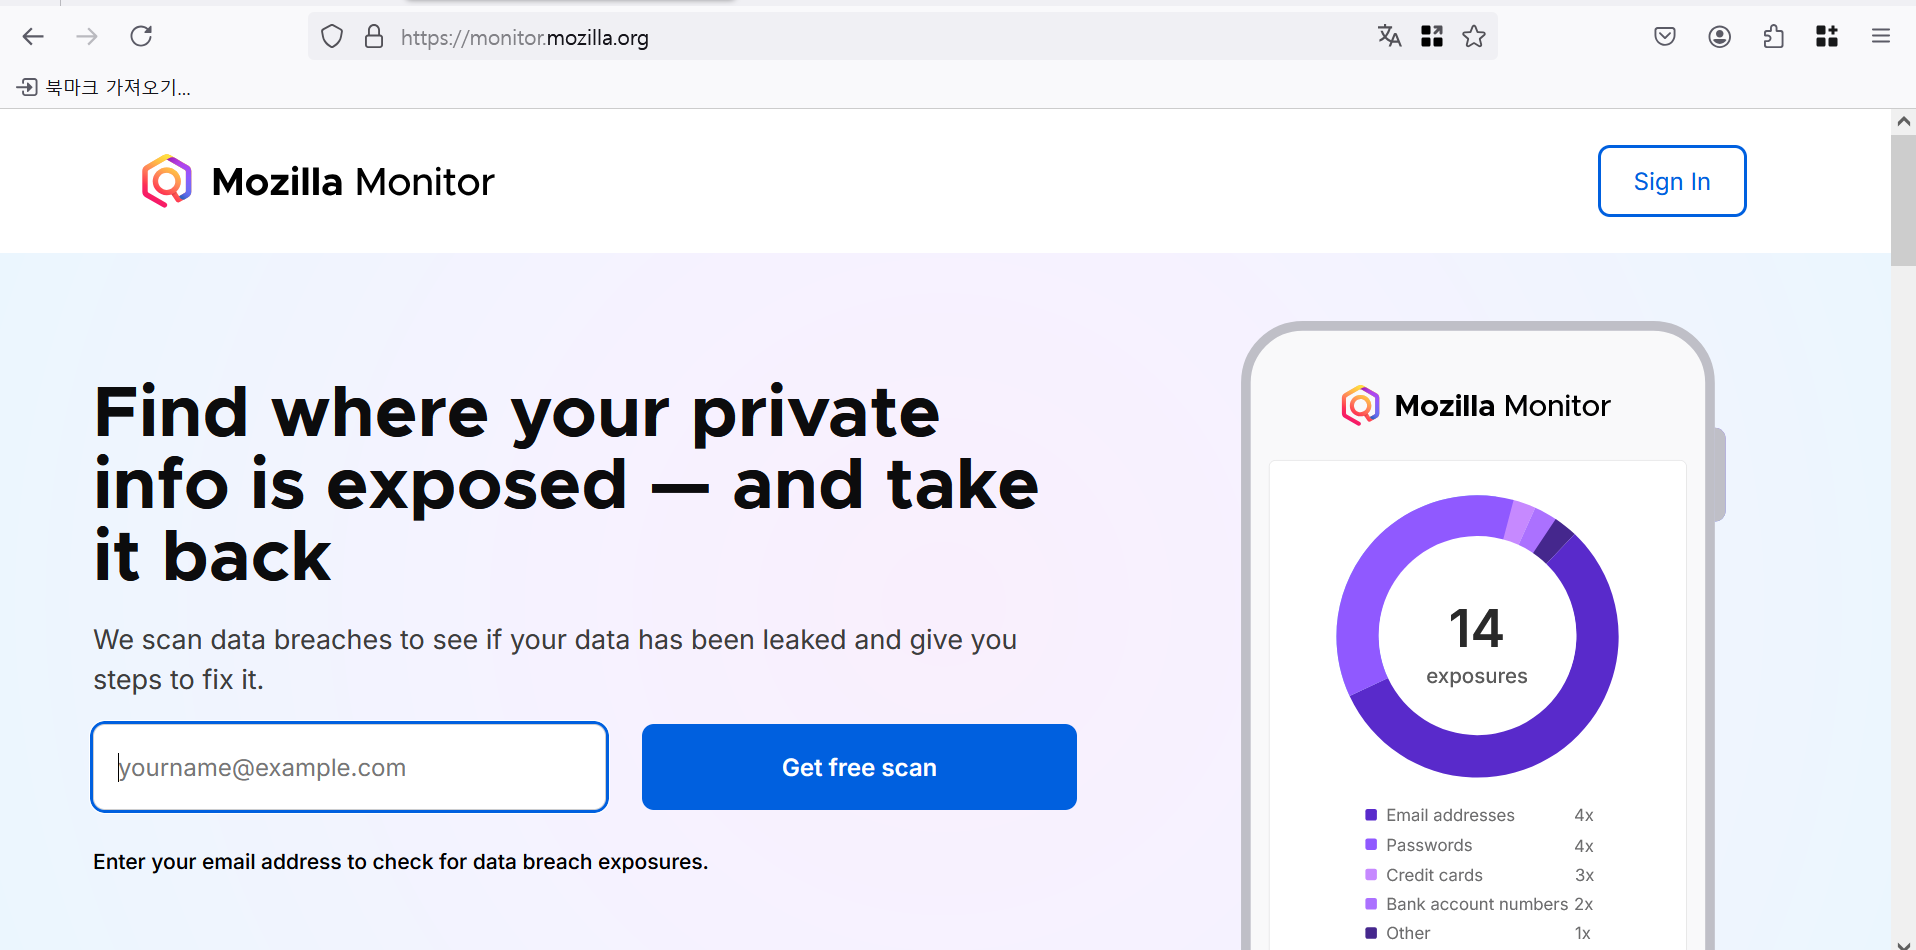 https://monitor.mozilla.org
북마크 가져오기...
Mozilla Monitor
Sign In
Find where your private
info is exposed — and take
it back
We scan data breaches to see if your data has been leaked and give you
steps to fix it.
yourname@example.com
Get free scan
Enter your email address to check for data breach exposures.
Mozilla Monitor
14
exposures
Email addresses 4x
Passwords 4x
Credit cards 3x
Bank account numbers 2x
Other 1x